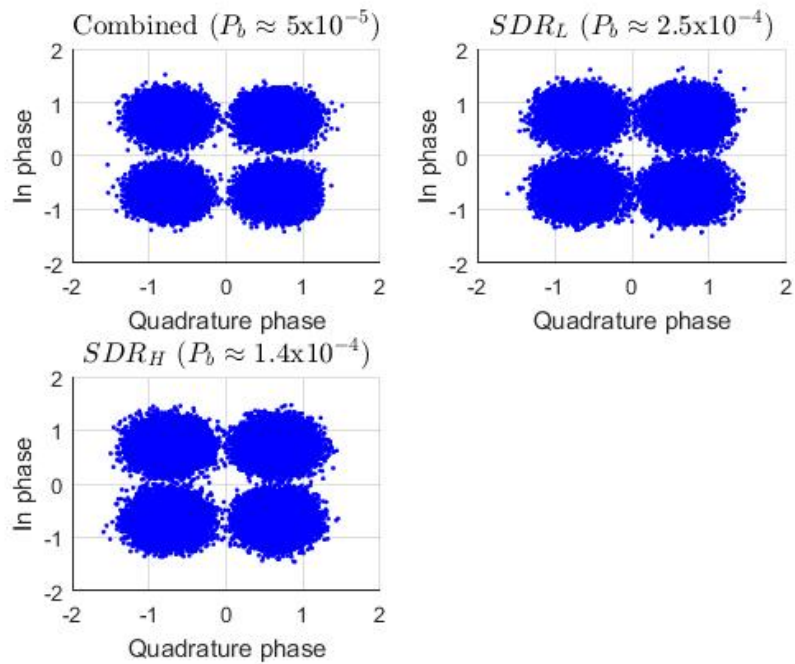 Combined (P_b ≈ 5x10^−5)
2
1
0
-1
-2
In phase
-2 -1 0 1 2
Quadrature phase
SDR_L (P_b ≈ 2.5x10^−4)
2
1
0
-1
-2
In phase
-2 -1 0 1 2
Quadrature phase
SDR_H (P_b ≈ 1.4x10^−4)
2
1
0
-1
-2
In phase
-2 -1 0 1 2
Quadrature phase